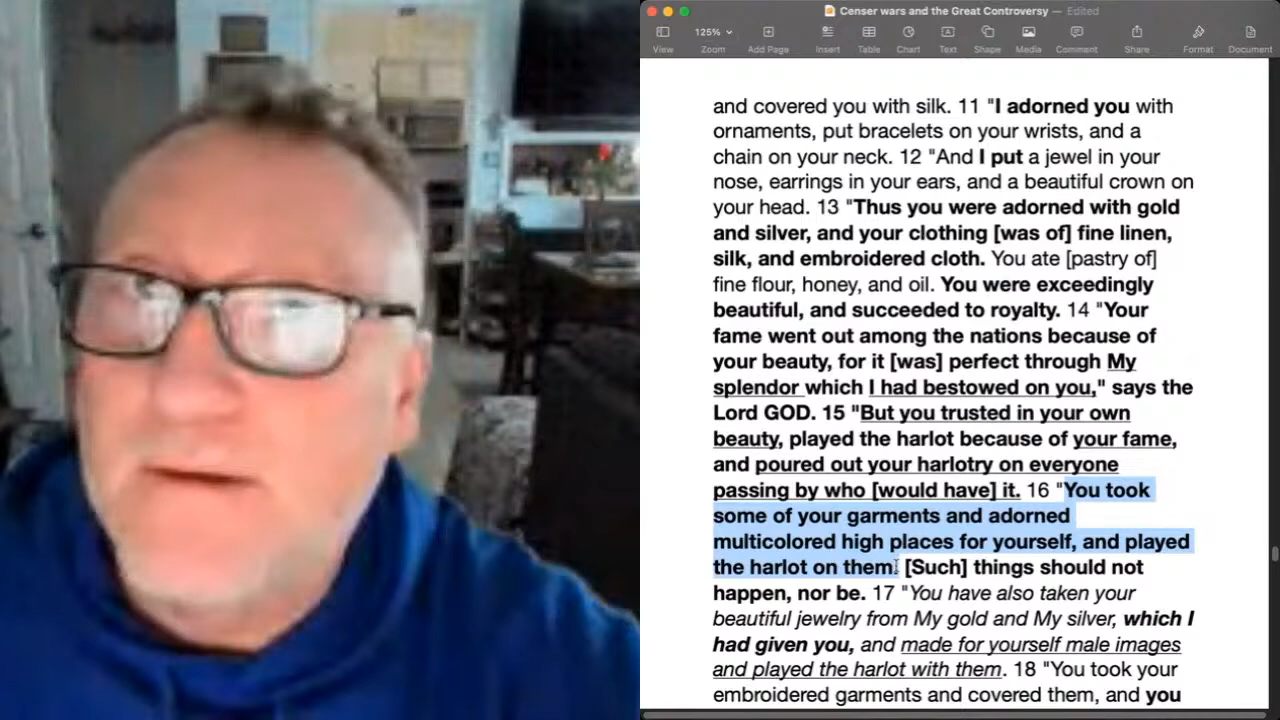 Censer wars and the Great Controversy — Edited
125%
View Zoom Add Page Insert Table Chart Text Shape Media Comment Share Format Document
and covered you with silk. 11 "I adorned you with
ornaments, put bracelets on your wrists, and a
chain on your neck. 12 "And I put a jewel in your
nose, earrings in your ears, and a beautiful crown on
your head. 13 "Thus you were adorned with gold
and silver, and your clothing [was of] fine linen,
silk, and embroidered cloth. You ate [pastry of]
fine flour, honey, and oil. You were exceedingly
beautiful, and succeeded to royalty. 14 "Your
fame went out among the nations because of
your beauty, for it [was] perfect through My
splendor which I had bestowed on you," says the
Lord GOD. 15 "But you trusted in your own
beauty, played the harlot because of your fame,
and poured out your harlotry on everyone
passing by who [would have] it. 16 "You took
some of your garments and adorned
multicolored high places for yourself, and played
the harlot on them. [Such] things should not
happen, nor be. 17 "You have also taken your
beautiful jewelry from My gold and My silver, which I
had given you, and made for yourself male images
and played the harlot with them. 18 "You took your
embroidered garments and covered them, and you